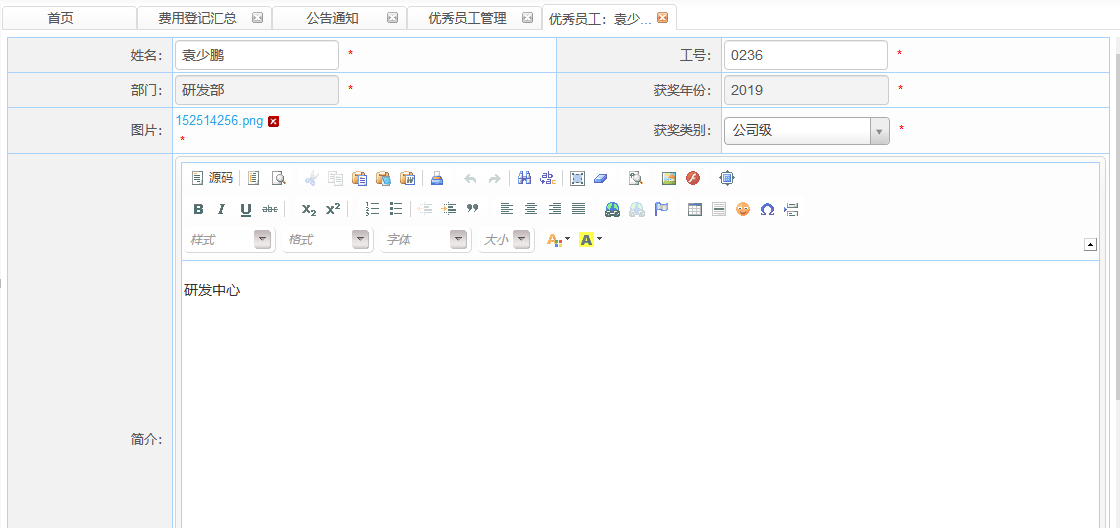 首页 费用登记汇总 公告通知 优秀员工管理 优秀员工：袁少...
姓名： 袁少鹏 * 工号： 0236 *
部门： 研发部 * 获奖年份： 2019 *
图片： 152514256.png * 获奖类别： 公司级 *
源码
B I U abc X₂ X²
样式 格式 字体 大小 A A
研发中心
简介：